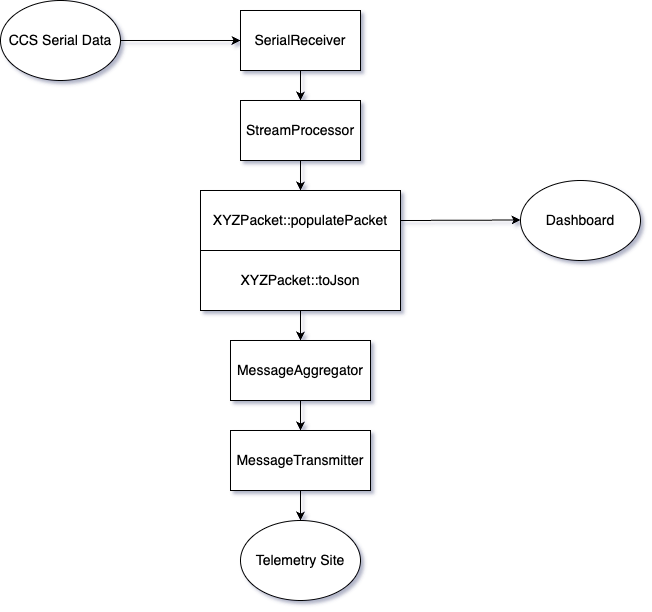 CCS Serial Data
SerialReceiver
StreamProcessor
XYZPacket::populatePacket
Dashboard
XYZPacket::toJson
MessageAggregator
MessageTransmitter
Telemetry Site